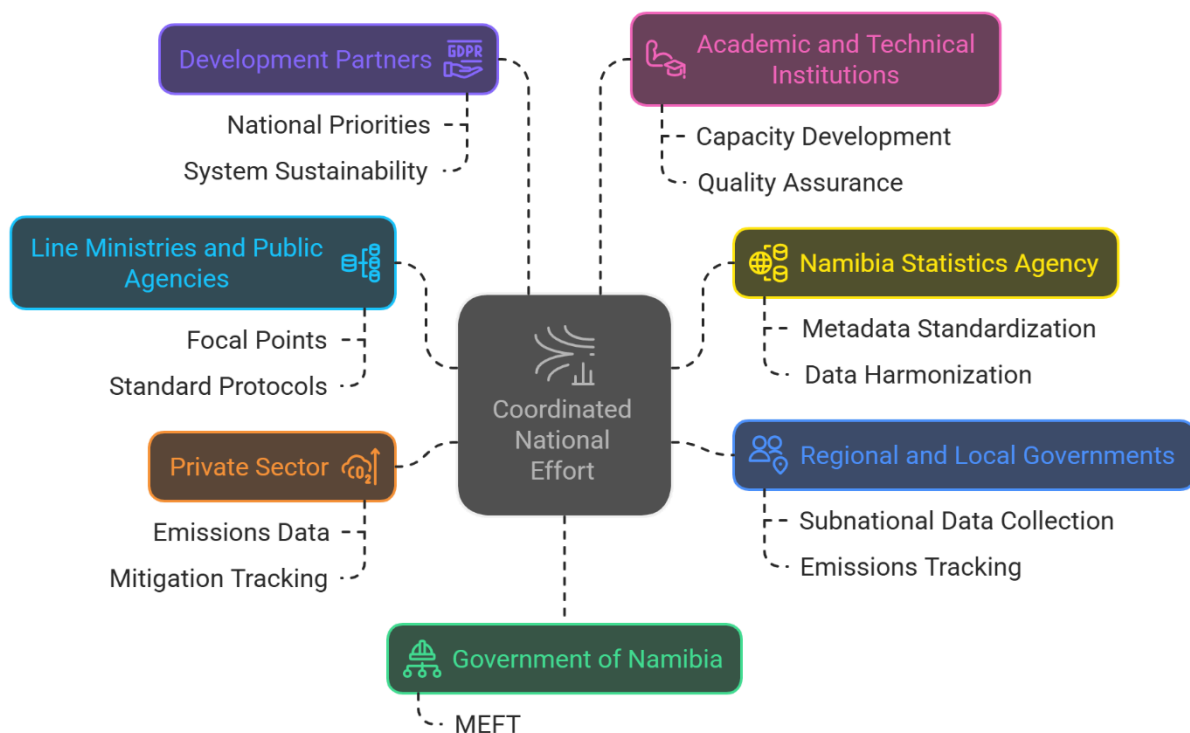 Development Partners
GDPR
National Priorities
System Sustainability
Academic and Technical
Institutions
Capacity Development
Quality Assurance
Line Ministries and Public
Agencies
Focal Points
Standard Protocols
Namibia Statistics Agency
Metadata Standardization
Data Harmonization
Coordinated
National
Effort
Private Sector
CO2
Emissions Data
Mitigation Tracking
Regional and Local Governments
Subnational Data Collection
Emissions Tracking
Government of Namibia
MEFT